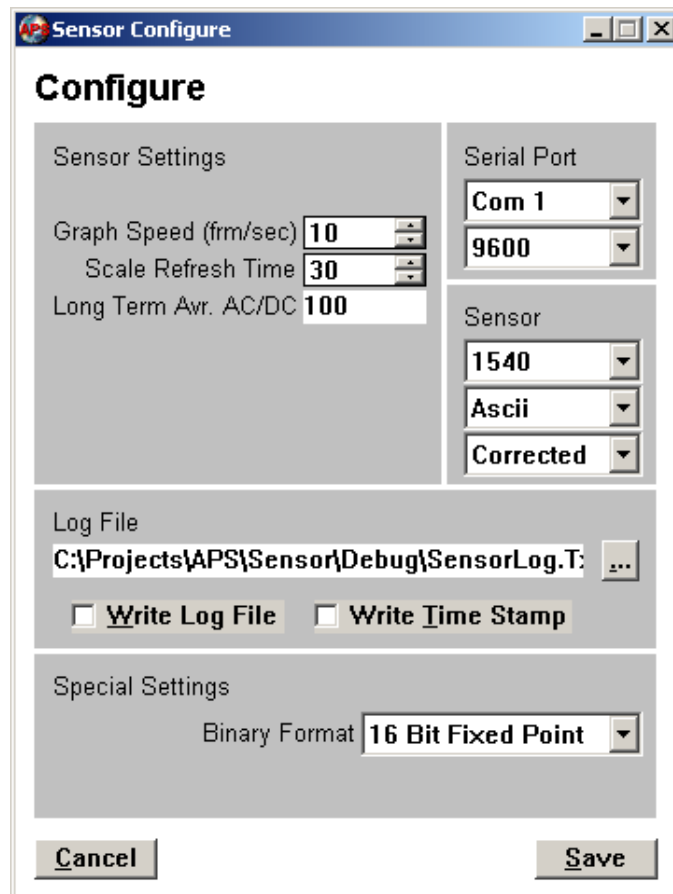 APS Sensor Configure
Configure
Sensor Settings
Graph Speed (frm/sec) 10
Scale Refresh Time 30
Long Term Avr. AC/DC 100
Serial Port
Com 1
9600
Sensor
1540
Ascii
Corrected
Log File
C:\Projects\APS\Sensor\Debug\SensorLog.Tx ...
Write Log File Write Time Stamp
Special Settings
Binary Format 16 Bit Fixed Point
Cancel Save